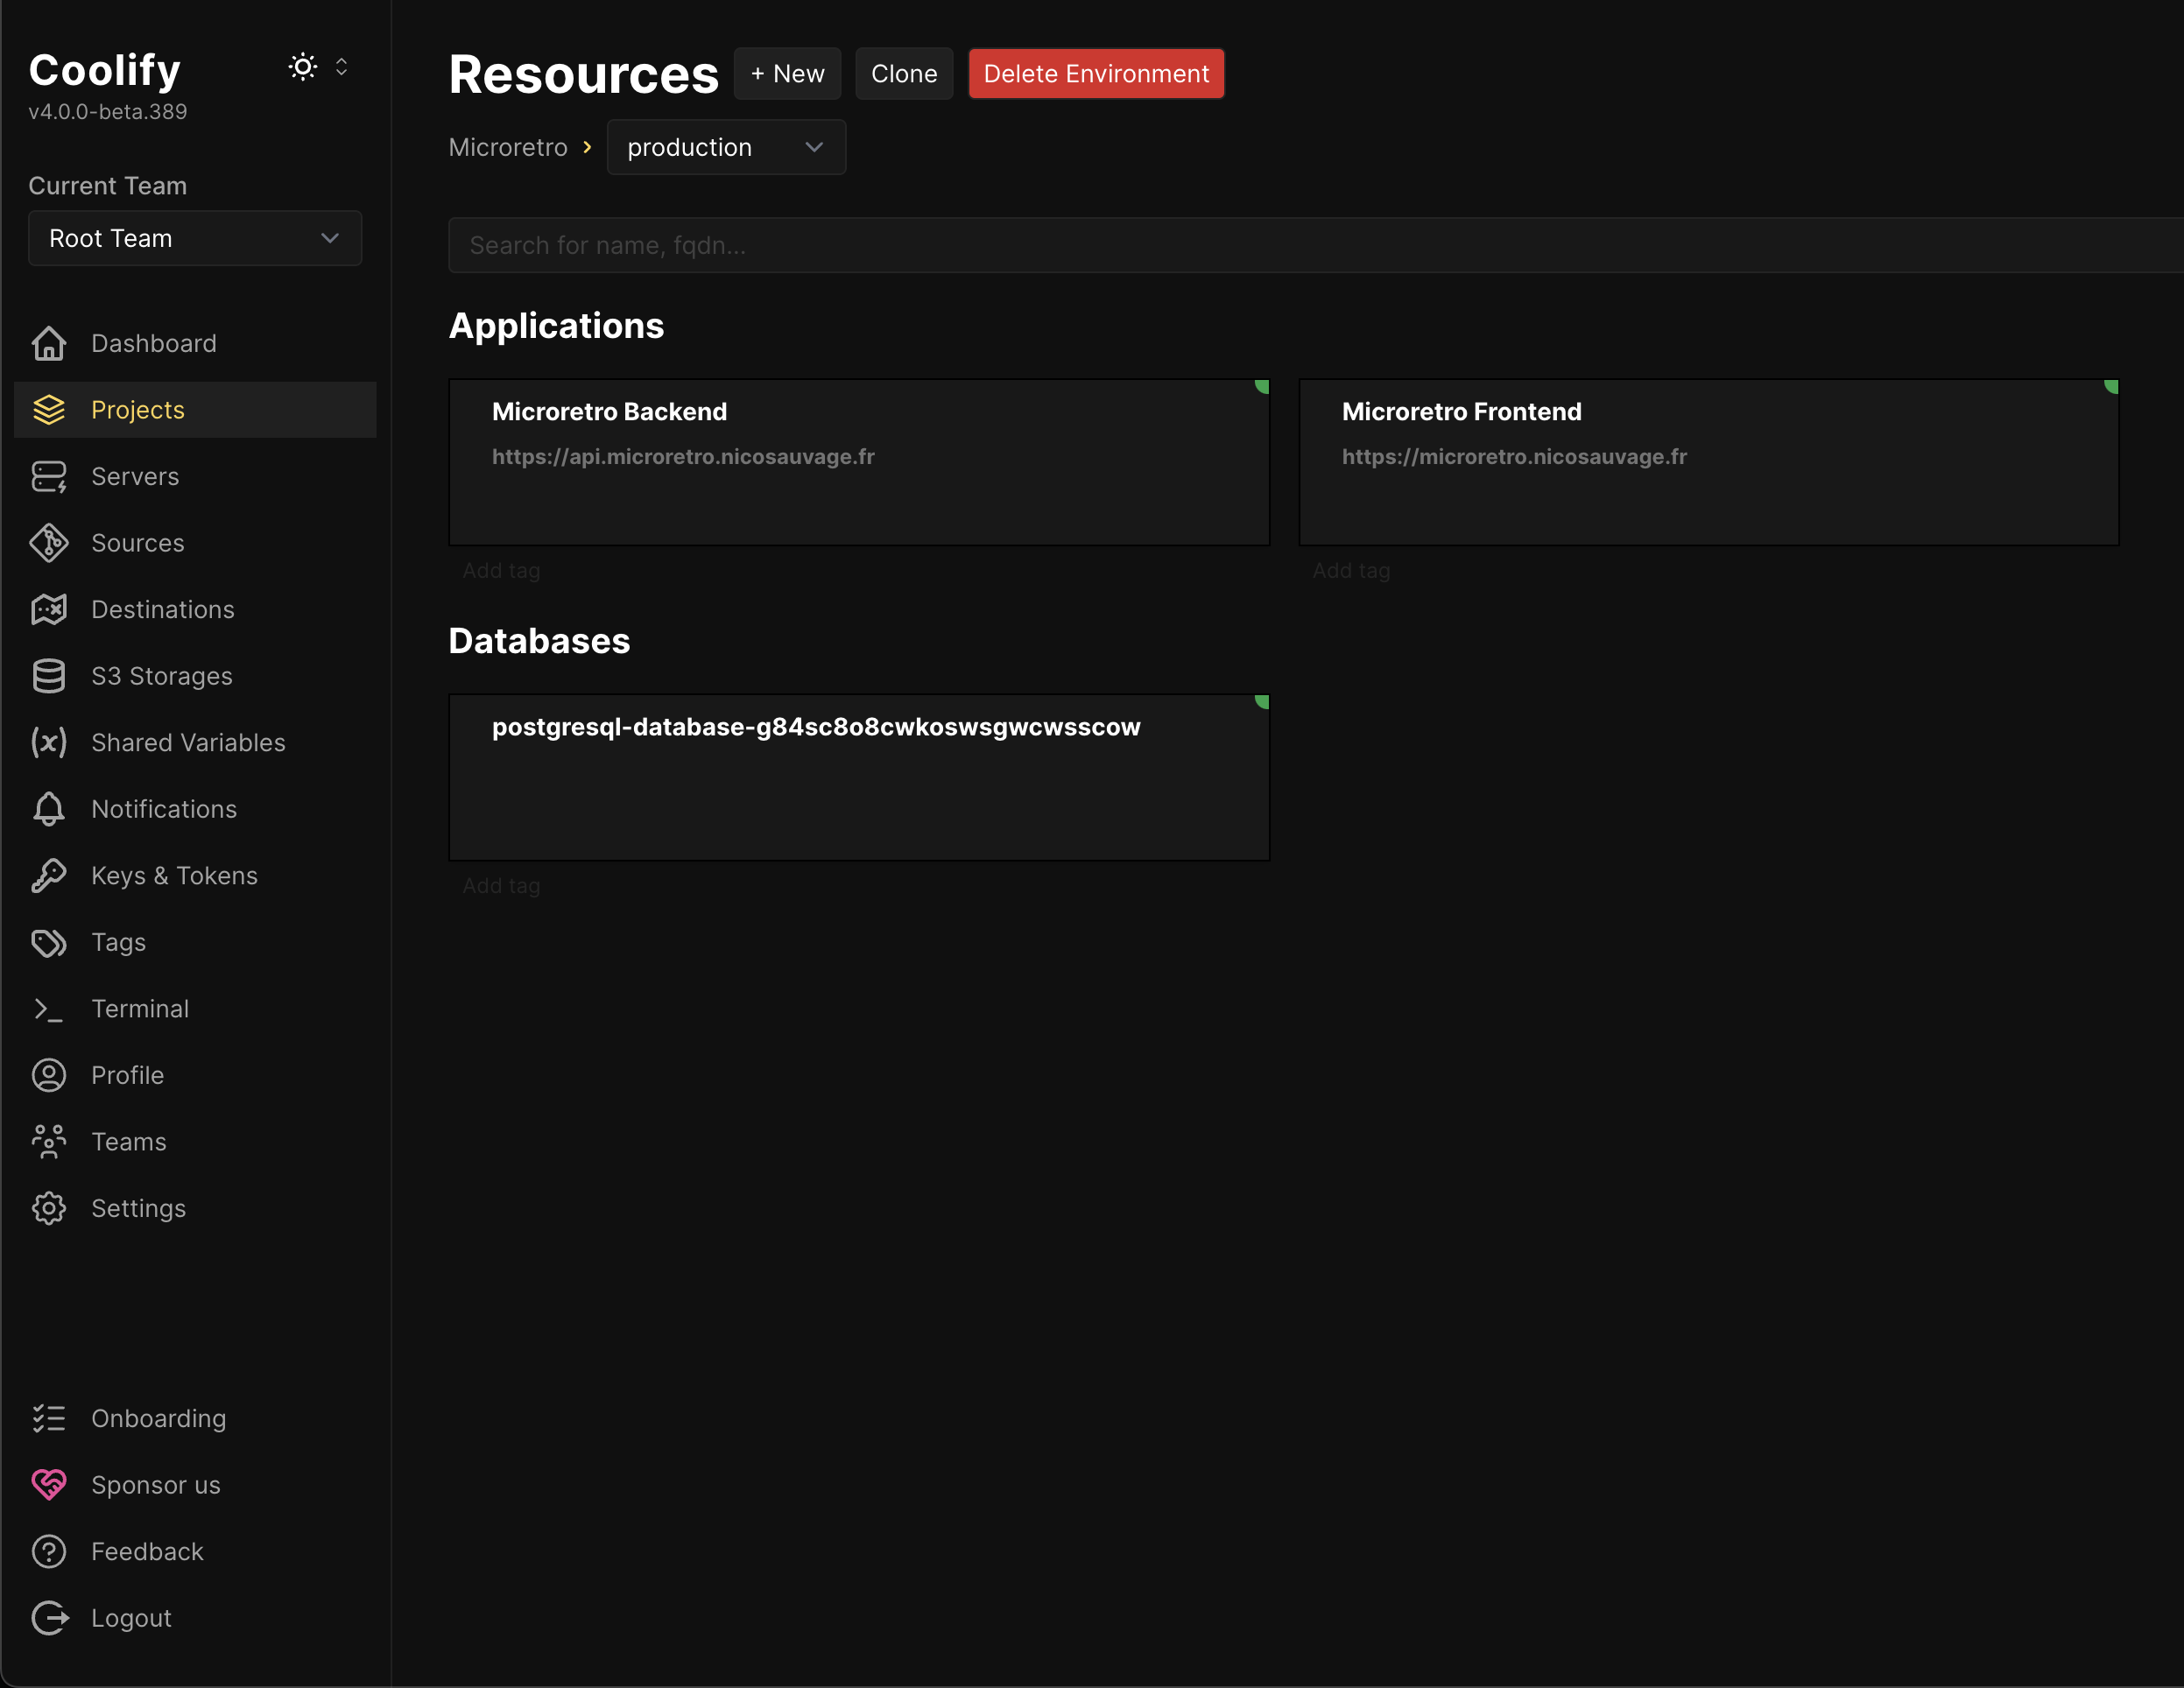 Coolify
v4.0.0-beta.389
Current Team
Root Team
Dashboard
Projects
Servers
Sources
Destinations
S3 Storages
Shared Variables
Notifications
Keys & Tokens
Tags
Terminal
Profile
Teams
Settings
Onboarding
Sponsor us
Feedback
Logout
Resources + New Clone Delete Environment
Microretro > production
Search for name, fqdn...
Applications
Microretro Backend
https://api.microretro.nicosauvage.fr
Add tag
Microretro Frontend
https://microretro.nicosauvage.fr
Add tag
Databases
postgresql-database-g84sc8o8cwkoswsgwcwsscow
Add tag